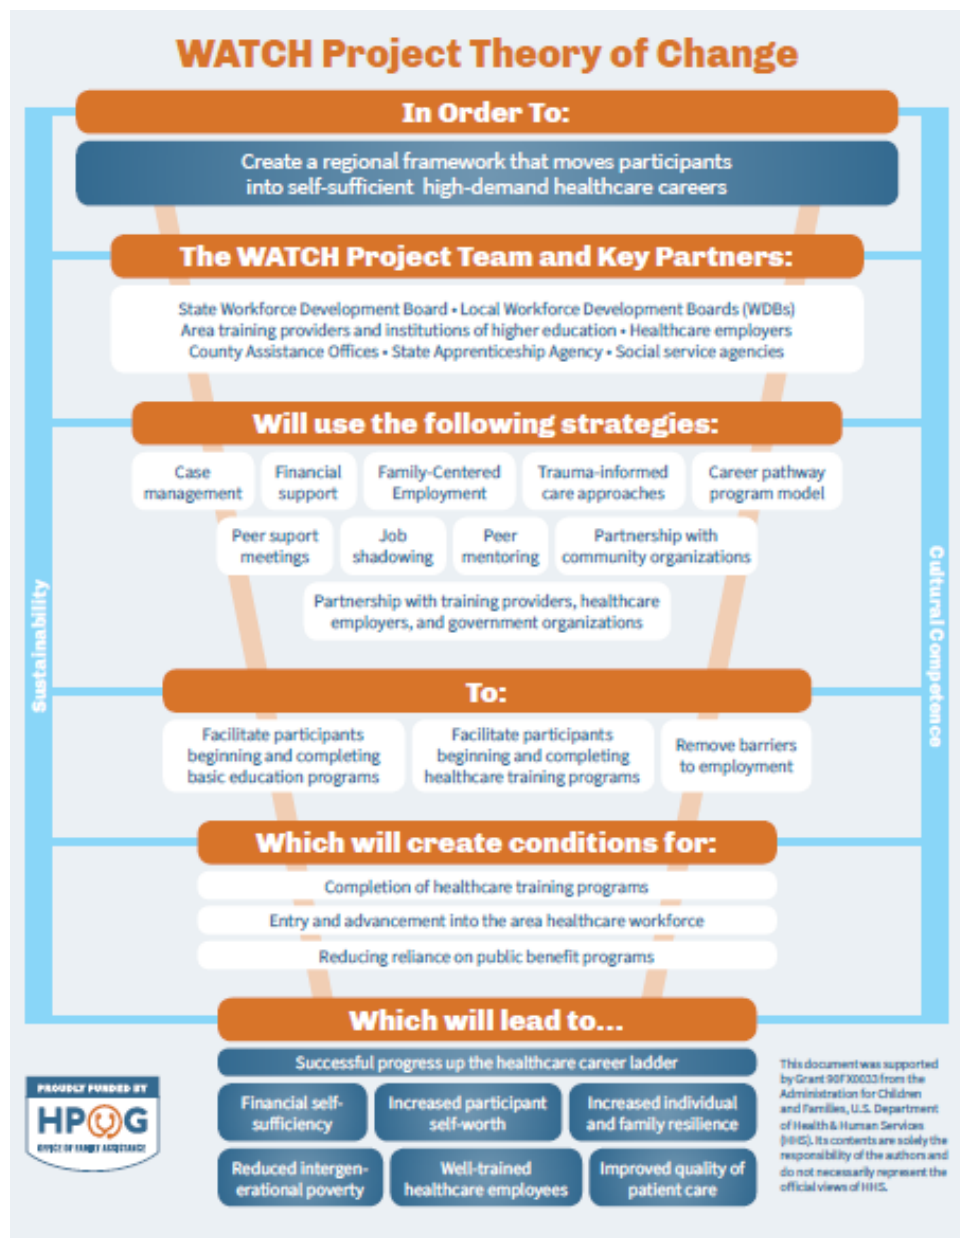 WATCH Project Theory of Change
In Order To:
Create a regional framework that moves participants
into self-sufficient high-demand healthcare careers
The WATCH Project Team and Key Partners:
State Workforce Development Board • Local Workforce Development Boards (WDBs)
Area training providers and institutions of higher education • Healthcare employers
County Assistance Offices • State Apprenticeship Agency • Social service agencies
Will use the following strategies:
Case
management
Financial
support
Family-Centered
Employment
Trauma-informed
care approaches
Career pathway
program model
Peer suport
meetings
Job
shadowing
Peer
mentoring
Partnership with
community organizations
Partnership with training providers, healthcare
employers, and government organizations
Sustainability
Cultural Competence
To:
Facilitate participants
beginning and completing
basic education programs
Facilitate participants
beginning and completing
healthcare training programs
Remove barriers
to employment
Which will create conditions for:
Completion of healthcare training programs
Entry and advancement into the area healthcare workforce
Reducing reliance on public benefit programs
Which will lead to...
Successful progress up the healthcare career ladder
Financial self-
sufficiency
Increased participant
self-worth
Increased individual
and family resilience
Reduced intergen-
erational poverty
Well-trained
healthcare employees
Improved quality of
patient care
PROUDLY FUNDED BY
HPOG
OFFICE OF FAMILY ASSISTANCE
This document was supported
by Grant 90FX0033 from the
Administration for Children
and Families, U.S. Department
of Health & Human Services
(HHS). Its contents are solely the
responsibility of the authors and
do not necessarily represent the
official views of HHS.